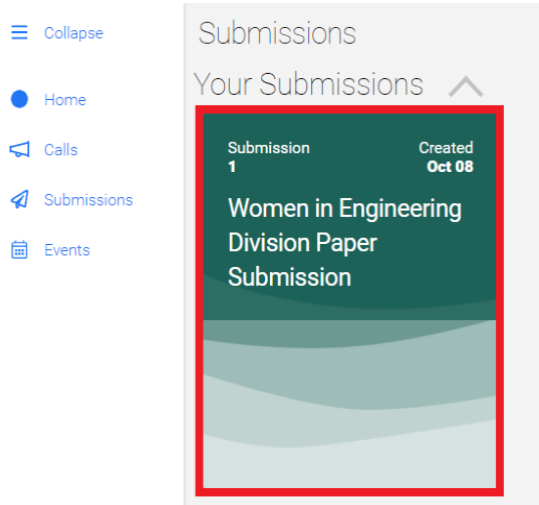 Collapse
Home
Calls
Submissions
Events
Submissions
Your Submissions
Submission Created
1 Oct 08
Women in Engineering
Division Paper
Submission